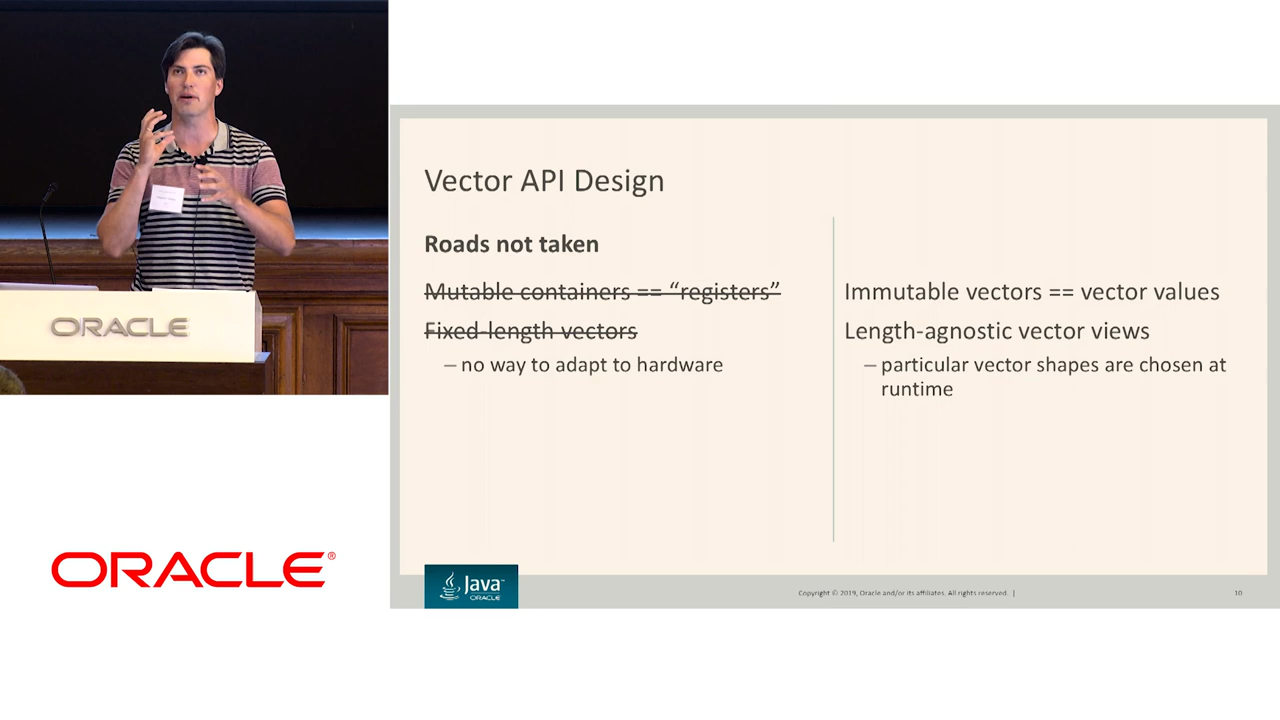 ORACLE
Vector API Design
Roads not taken
Mutable containers == “registers”
Fixed-length vectors
– no way to adapt to hardware
Immutable vectors == vector values
Length-agnostic vector views
– particular vector shapes are chosen at
runtime
ORACLE®
Java™
ORACLE
Copyright © 2019, Oracle and/or its affiliates. All rights reserved. |
10